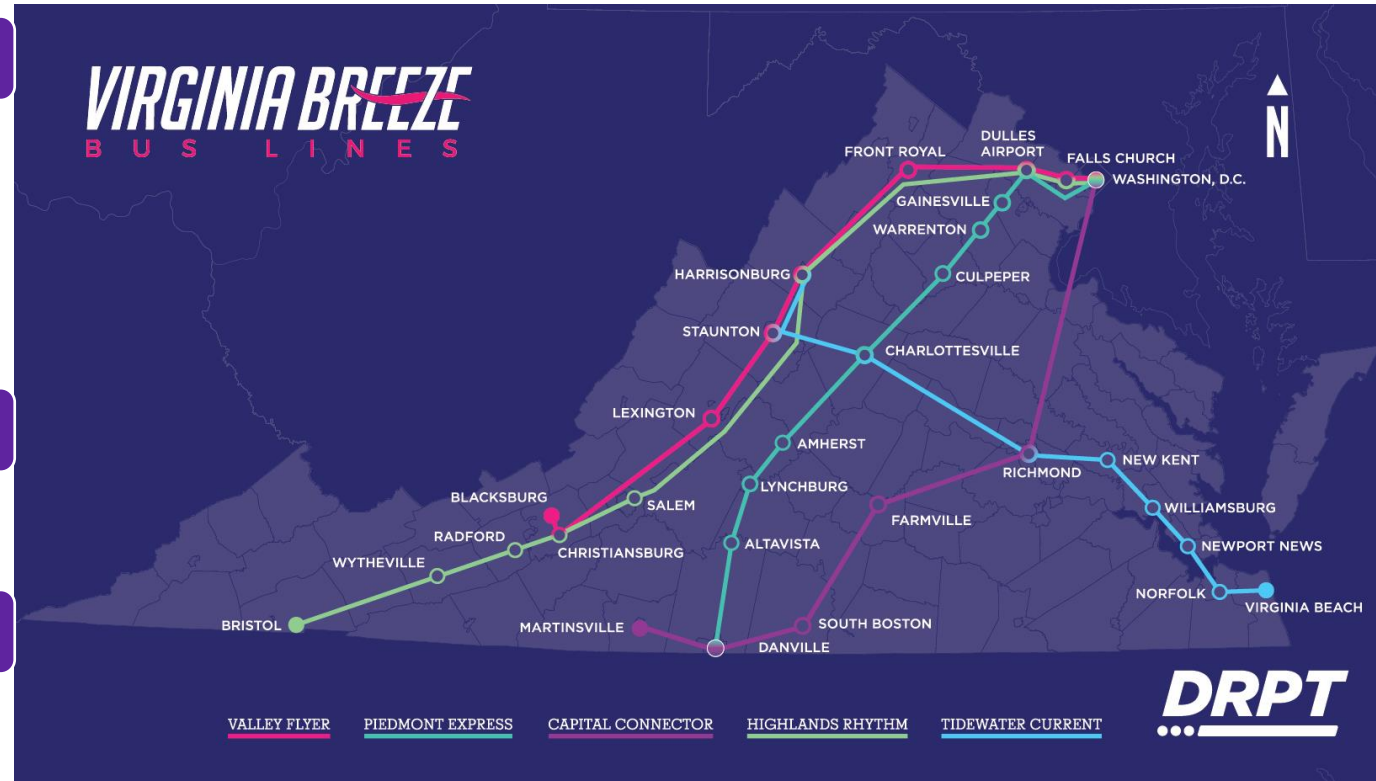 VIRGINIA BREEZE
BUS LINES
N
DULLES
AIRPORT
FRONT ROYAL
FALLS CHURCH
WASHINGTON, D.C.
GAINESVILLE
WARRENTON
HARRISONBURG
CULPEPER
STAUNTON
CHARLOTTESVILLE
LEXINGTON
AMHERST
RICHMOND
NEW KENT
BLACKSBURG
SALEM
LYNCHBURG
FARMVILLE
WILLIAMSBURG
RADFORD
CHRISTIANSBURG
ALTAVISTA
NEWPORT NEWS
WYTHEVILLE
NORFOLK
VIRGINIA BEACH
BRISTOL
MARTINSVILLE
SOUTH BOSTON
DANVILLE
DRPT
VALLEY FLYER
PIEDMONT EXPRESS
CAPITAL CONNECTOR
HIGHLANDS RHYTHM
TIDEWATER CURRENT